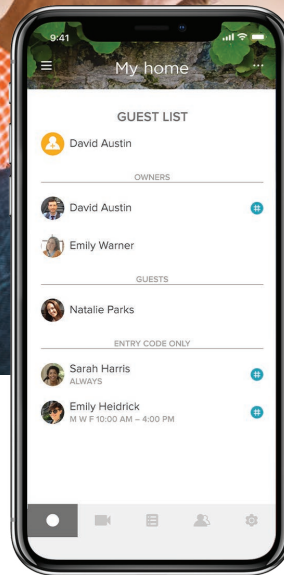 9:41
My home
GUEST LIST
David Austin
OWNERS
David Austin
#
Emily Warner
GUESTS
Natalie Parks
ENTRY CODE ONLY
Sarah Harris
#
ALWAYS
Emily Heidrick
#
M W F 10:00 AM – 4:00 PM